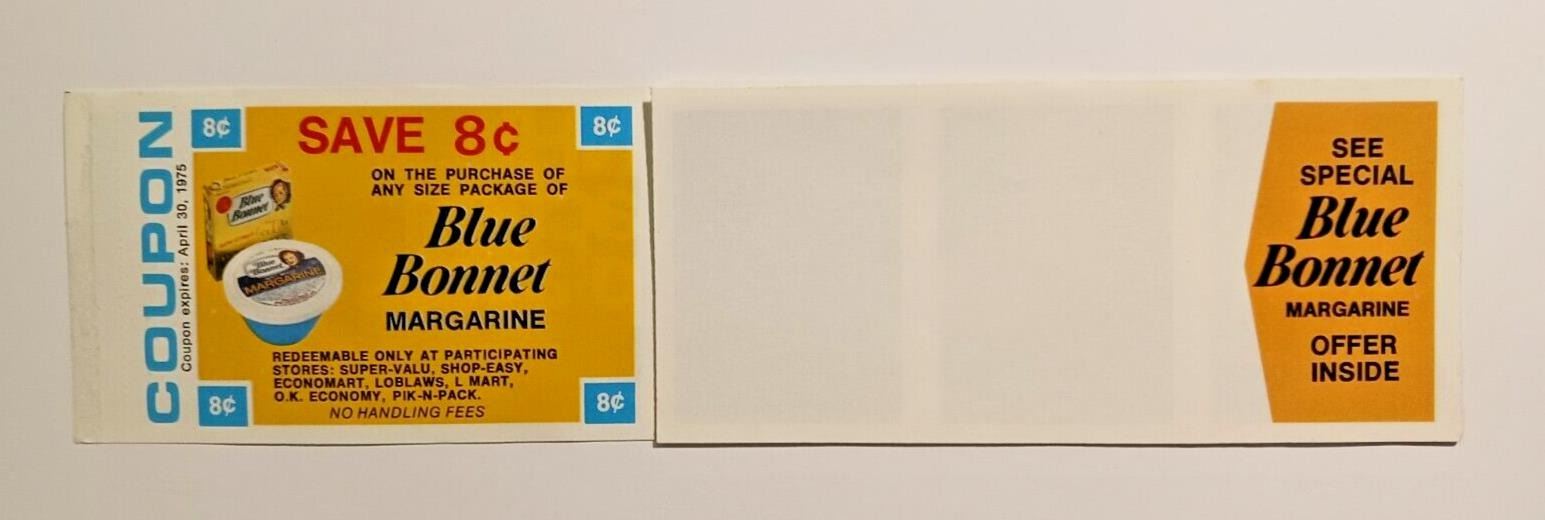 COUPON
Coupon expires: April 30, 1975
8¢
8¢
SAVE 8¢
ON THE PURCHASE OF
ANY SIZE PACKAGE OF
Blue
Bonnet
MARGARINE
Blue
Bonnet
Blue
Bonnet
MARGARINE
REDEEMABLE ONLY AT PARTICIPATING
STORES: SUPER-VALU, SHOP-EASY,
ECONOMART, LOBLAWS, L MART,
O.K. ECONOMY, PIK-N-PACK.
NO HANDLING FEES
8¢
8¢
SEE
SPECIAL
Blue
Bonnet
MARGARINE
OFFER
INSIDE